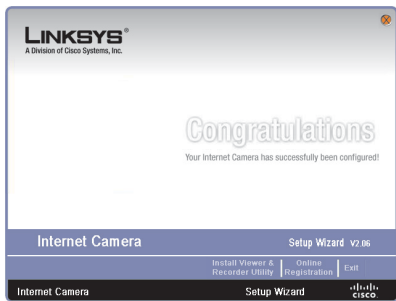 LINKSYS®
A Division of Cisco Systems, Inc.
Congratulations
Your Internet Camera has successfully been configured!
Internet Camera
Setup Wizard V2.06
Install Viewer & Recorder Utility
Online Registration
Exit
Internet Camera
Setup Wizard
CISCO.